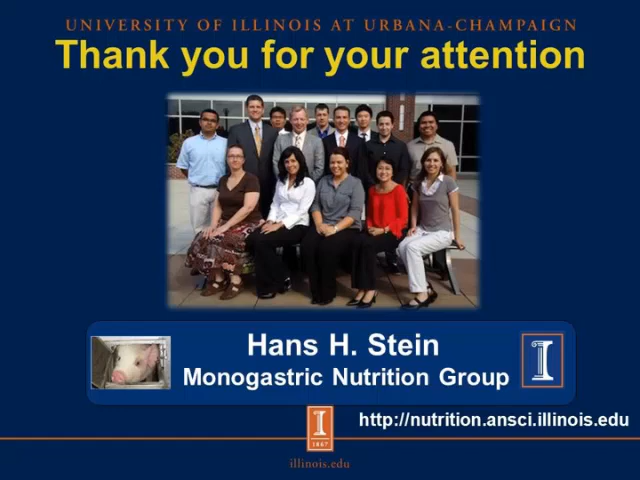 UNIVERSITY OF ILLINOIS AT URBANA-CHAMPAIGN
Thank you for your attention
Hans H. Stein
Monogastric Nutrition Group
I
http://nutrition.ansci.illinois.edu
I
1867
illinois.edu